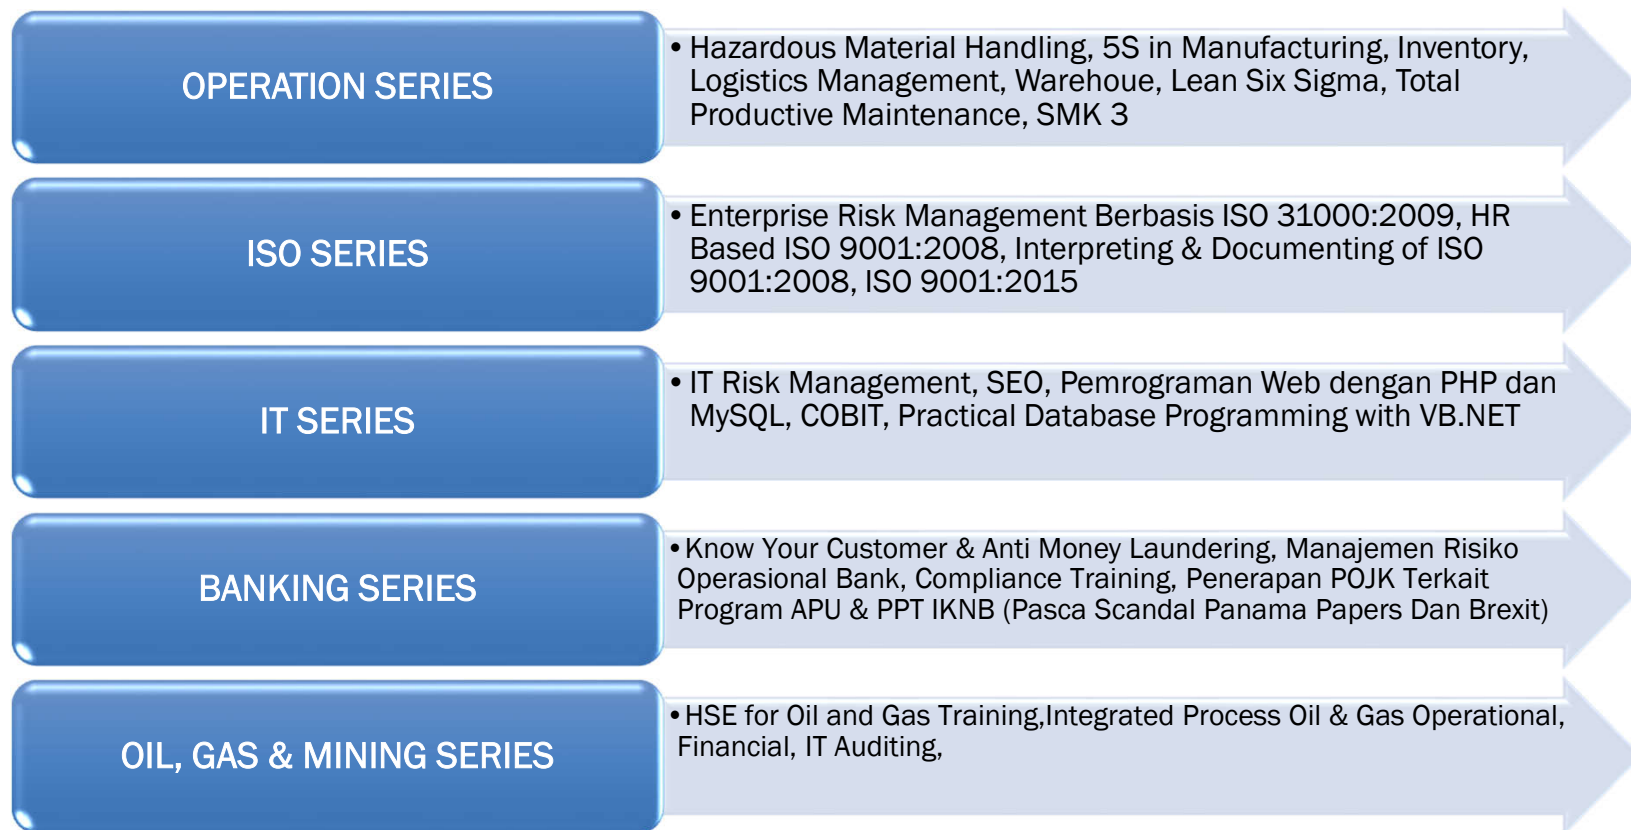 OPERATION SERIES
• Hazardous Material Handling, 5S in Manufacturing, Inventory,
Logistics Management, Warehoue, Lean Six Sigma, Total
Productive Maintenance, SMK 3
ISO SERIES
• Enterprise Risk Management Berbasis ISO 31000:2009, HR
Based ISO 9001:2008, Interpreting & Documenting of ISO
9001:2008, ISO 9001:2015
IT SERIES
• IT Risk Management, SEO, Pemrograman Web dengan PHP dan
MySQL, COBIT, Practical Database Programming with VB.NET
BANKING SERIES
• Know Your Customer & Anti Money Laundering, Manajemen Risiko
Operasional Bank, Compliance Training, Penerapan POJK Terkait
Program APU & PPT IKNB (Pasca Scandal Panama Papers Dan Brexit)
OIL, GAS & MINING SERIES
• HSE for Oil and Gas Training,Integrated Process Oil & Gas Operational,
Financial, IT Auditing,